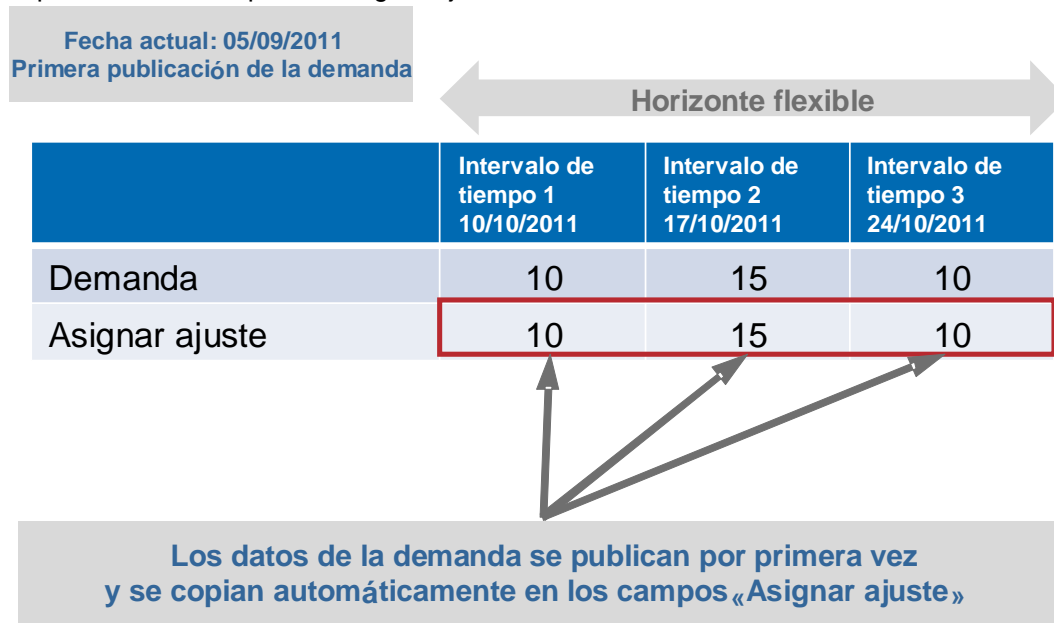 Fecha actual: 05/09/2011
Primera publicación de la demanda
Horizonte flexible
Intervalo de tiempo 1 10/10/2011
Intervalo de tiempo 2 17/10/2011
Intervalo de tiempo 3 24/10/2011
Demanda 10 15 10
Asignar ajuste 10 15 10
Los datos de la demanda se publican por primera vez
y se copian automáticamente en los campos «Asignar ajuste»